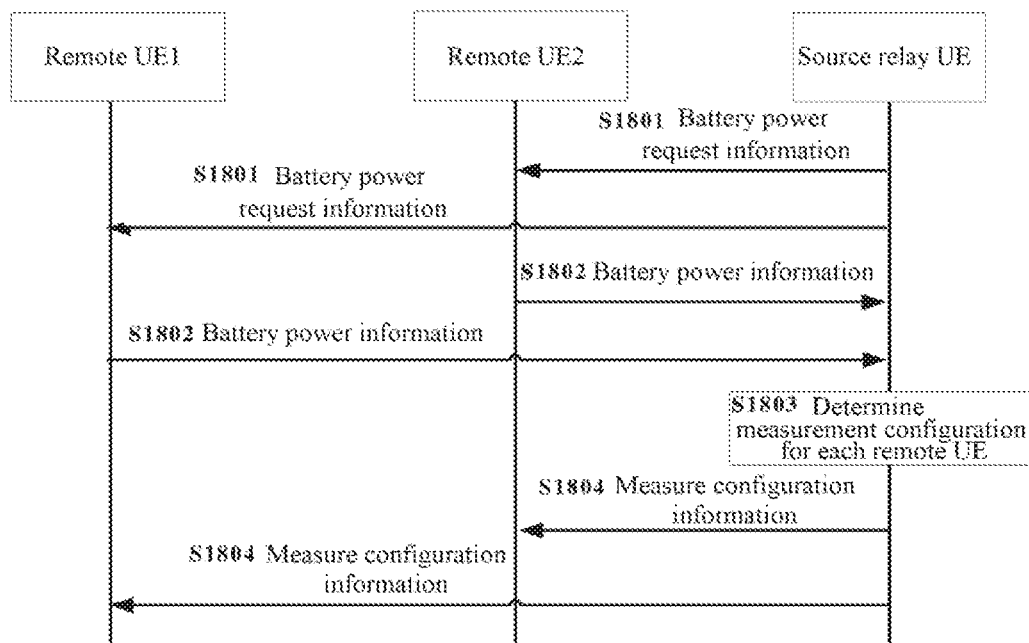 Remote UE1
Remote UE2
Source relay UE
S1801 Battery power
request information
S1801 Battery power
request information
S1802 Battery power information
S1802 Battery power information
S1803 Determine
measurement configuration
for each remote UE
S1804 Measure configuration
information
S1804 Measure configuration
information